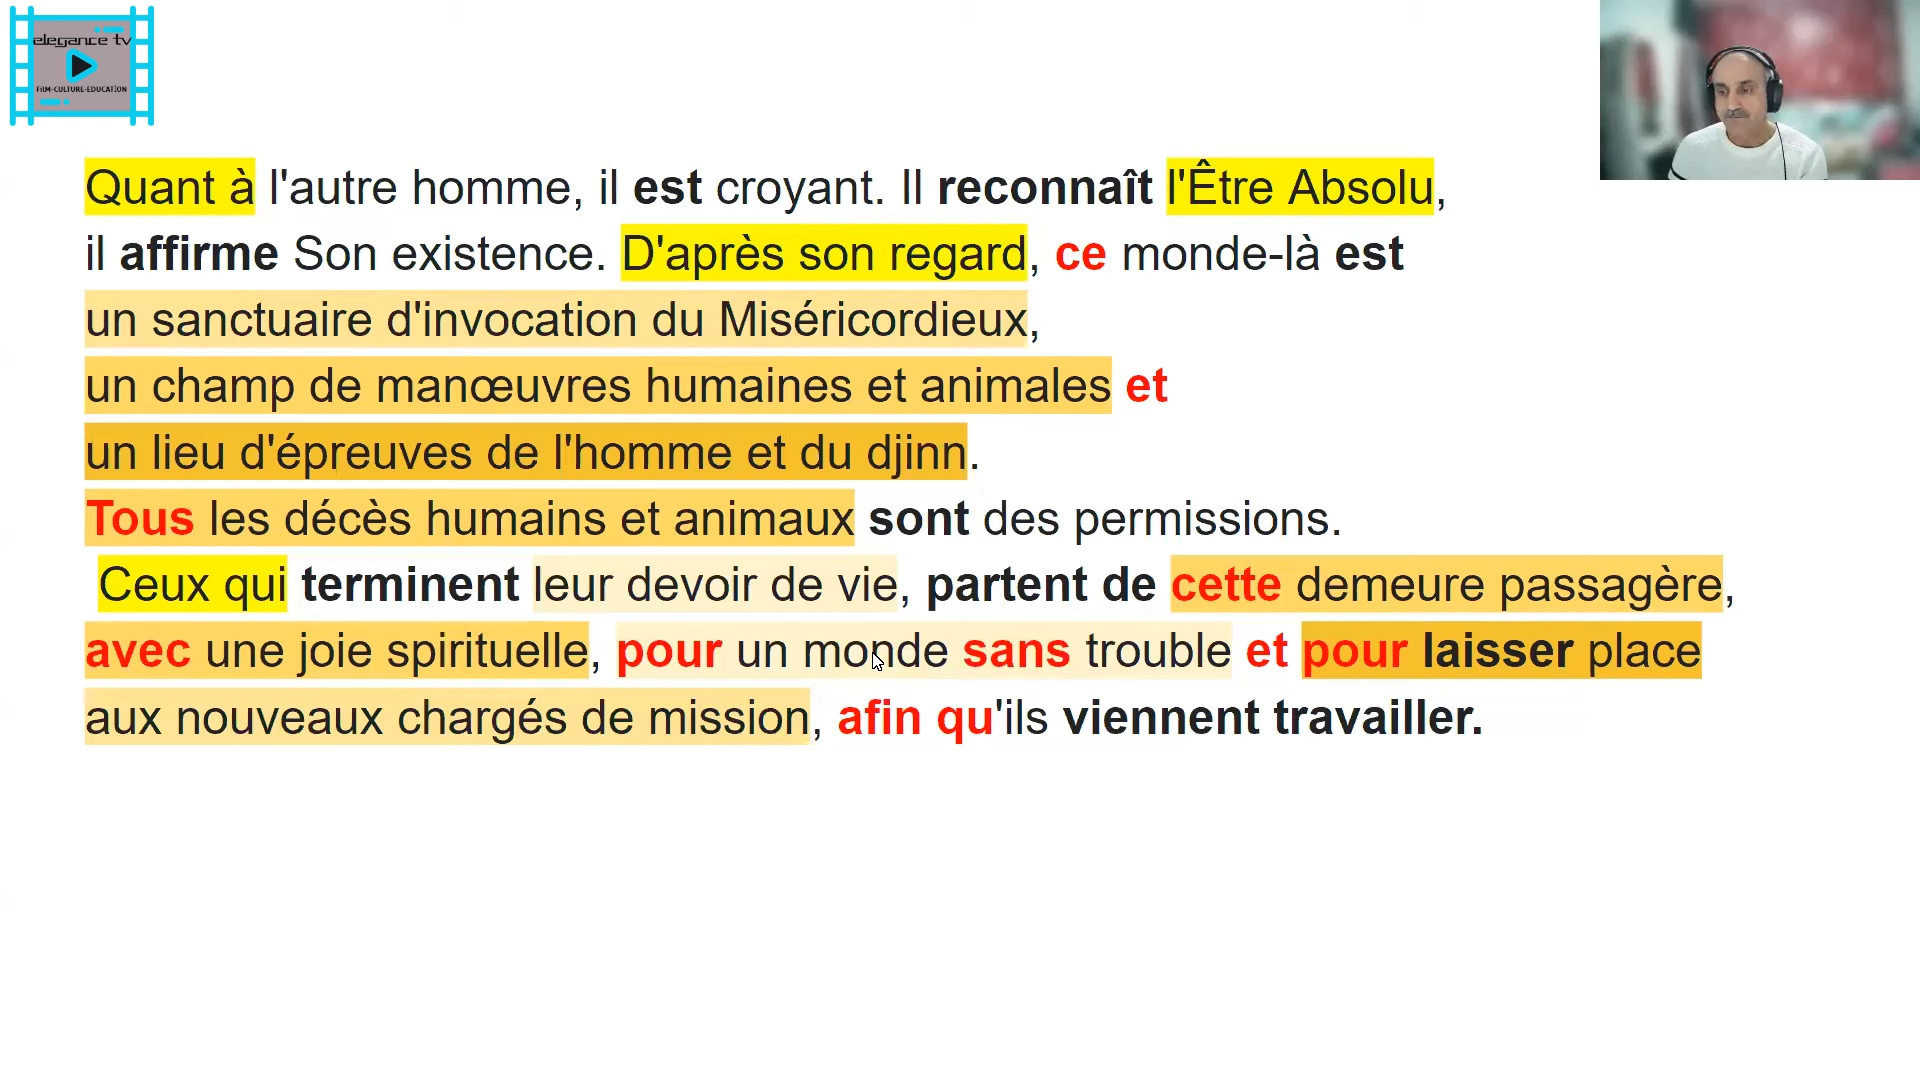 elegance tv
FiLM-CULTURE-EDUCATION
Quant à l'autre homme, il est croyant. Il reconnaît l'Être Absolu,
il affirme Son existence. D'après son regard, ce monde-là est
un sanctuaire d'invocation du Miséricordieux,
un champ de manœuvres humaines et animales et
un lieu d'épreuves de l'homme et du djinn.
Tous les décès humains et animaux sont des permissions.
Ceux qui terminent leur devoir de vie, partent de cette demeure passagère,
avec une joie spirituelle, pour un monde sans trouble et pour laisser place
aux nouveaux chargés de mission, afin qu'ils viennent travailler.